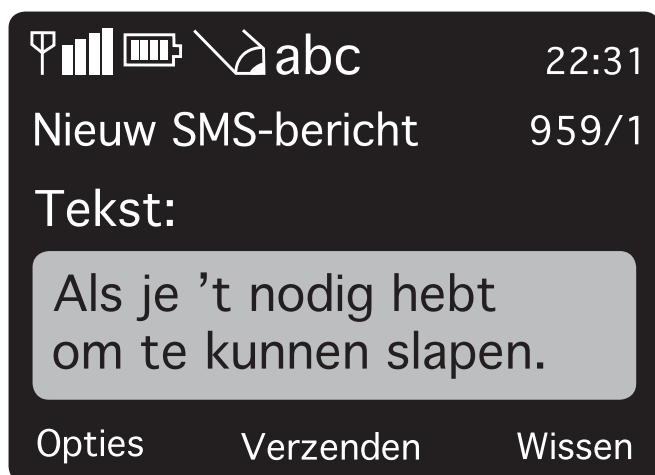 abc 22:31
Nieuw SMS-bericht 959/1
Tekst:
Als je ’t nodig hebt
om te kunnen slapen.
Opties Verzenden Wissen